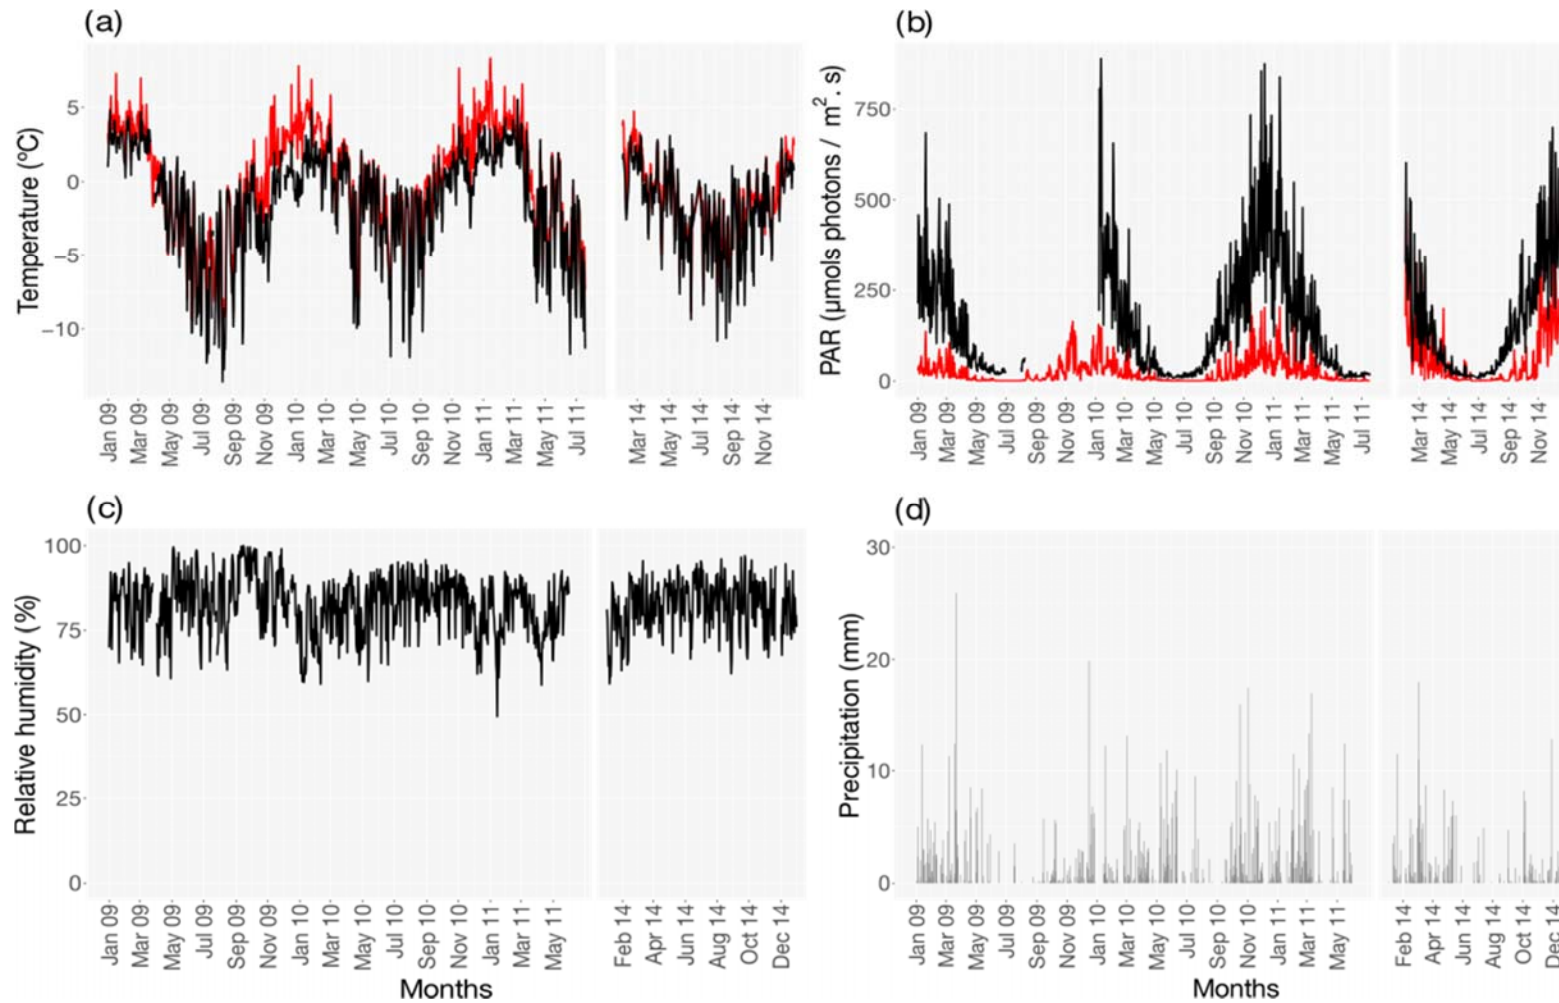 (a)
Temperature (ºC)
5
0
−5
−10
Jan 09
Mar 09
May 09
Jul 09
Sep 09
Nov 09
Jan 10
Mar 10
May 10
Jul 10
Sep 10
Nov 10
Jan 11
Mar 11
May 11
Jul 11
Mar 14
May 14
Jul 14
Sep 14
Nov 14
(b)
PAR (µmols photons / m². s)
750
500
250
0
Jan 09
Mar 09
May 09
Jul 09
Sep 09
Nov 09
Jan 10
Mar 10
May 10
Jul 10
Sep 10
Nov 10
Jan 11
Mar 11
May 11
Jul 11
Mar 14
May 14
Jul 14
Sep 14
Nov 14
(c)
Relative humidity (%)
100
75
50
25
0
Jan 09
Mar 09
May 09
Jul 09
Sep 09
Nov 09
Jan 10
Mar 10
May 10
Jul 10
Sep 10
Nov 10
Jan 11
Mar 11
May 11
Feb 14
Apr 14
Jun 14
Aug 14
Oct 14
Dec 14
Months
(d)
Precipitation (mm)
30
20
10
0
Jan 09
Mar 09
May 09
Jul 09
Sep 09
Nov 09
Jan 10
Mar 10
May 10
Jul 10
Sep 10
Nov 10
Jan 11
Mar 11
May 11
Feb 14
Apr 14
Jun 14
Aug 14
Oct 14
Dec 14
Months